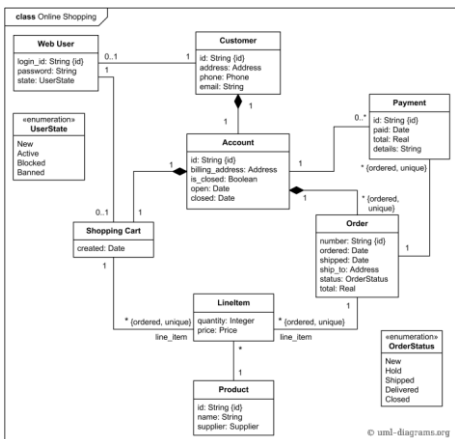 class Online Shopping
Web User
login_id: String {id}
password: String
state: UserState
0..1
1
1
Customer
id: String {id}
address: Address
phone: Phone
email: String
1
1
«enumeration»
UserState
New
Active
Blocked
Banned
Account
id: String {id}
billing_address: Address
is_closed: Boolean
open: Date
closed: Date
1
1
1
1
0..*
Payment
id: String {id}
paid: Date
total: Real
details: String
* {ordered, unique}
* {ordered,
unique}
0..1
1
Shopping Cart
created: Date
1
Order
number: String {id}
ordered: Date
shipped: Date
ship_to: Address
status: OrderStatus
total: Real
1
1
LineItem
quantity: Integer
price: Price
* {ordered, unique}
line_item
* {ordered, unique}
line_item
*
1
Product
id: String {id}
name: String
supplier: Supplier
«enumeration»
OrderStatus
New
Hold
Shipped
Delivered
Closed
© uml-diagrams.org